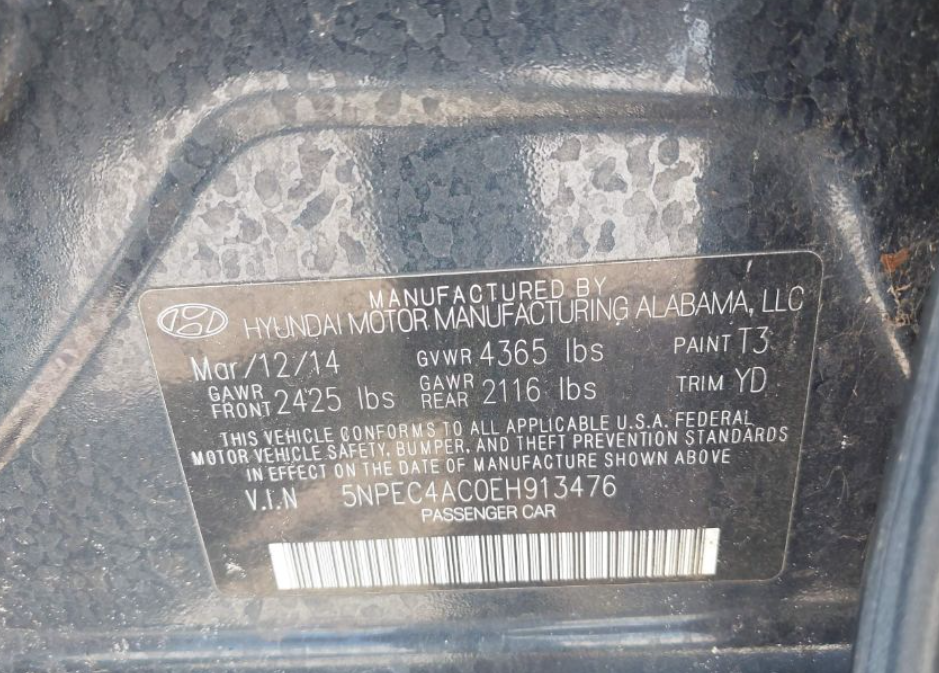 MANUFACTURED BY
HYUNDAI MOTOR MANUFACTURING ALABAMA, LLC
Mar/12/14 GVWR 4365 lbs PAINT T3
GAWR FRONT 2425 lbs GAWR REAR 2116 lbs TRIM YD
THIS VEHICLE CONFORMS TO ALL APPLICABLE U.S.A. FEDERAL
MOTOR VEHICLE SAFETY, BUMPER, AND THEFT PREVENTION STANDARDS
IN EFFECT ON THE DATE OF MANUFACTURE SHOWN ABOVE
V.I.N 5NPEC4AC0EH913476
PASSENGER CAR